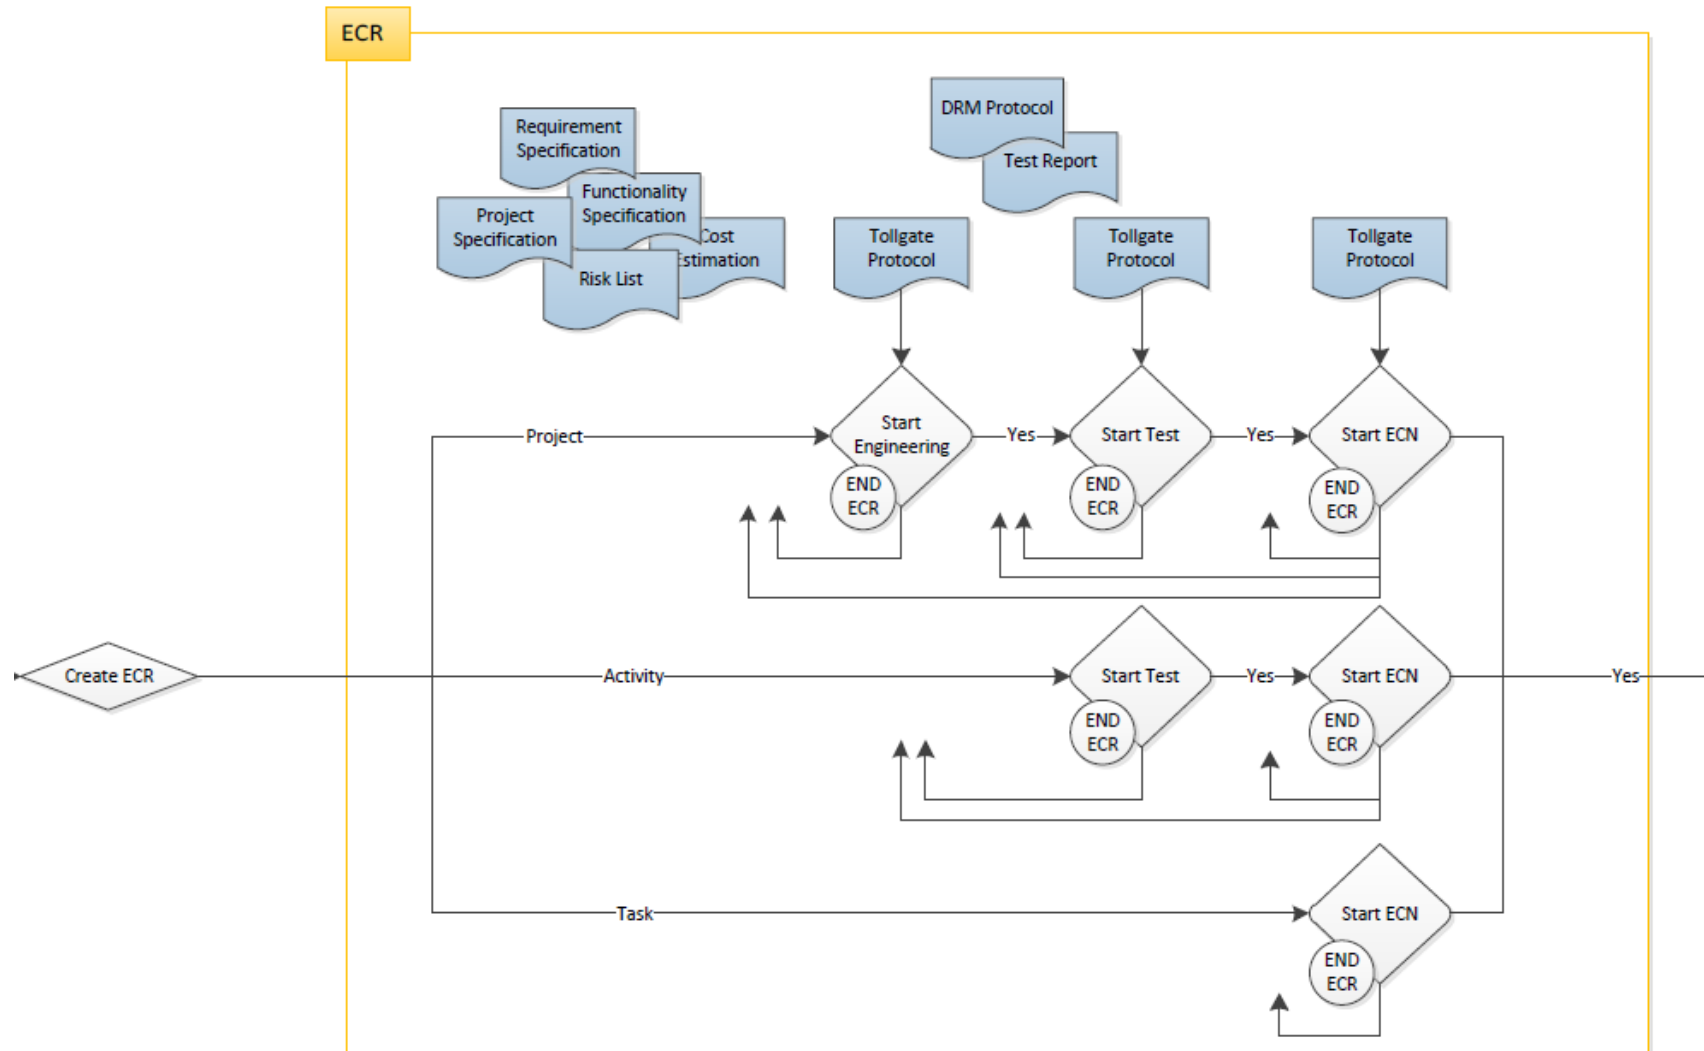 ECR
DRM Protocol
Test Report
Requirement
Specification
Functionality
Specification
Project
Specification
Cost
Estimation
Risk List
Tollgate
Protocol
Tollgate
Protocol
Tollgate
Protocol
Project
Start
Engineering
Yes
Start Test
Yes
Start ECN
END
ECR
END
ECR
END
ECR
Create ECR
Activity
Start Test
Yes
Start ECN
Yes
END
ECR
END
ECR
Task
Start ECN
END
ECR